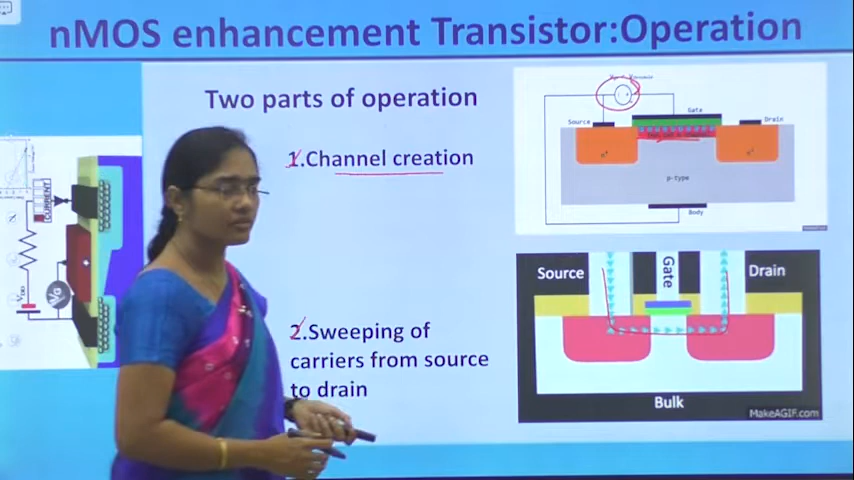 nMOS enhancement Transistor:Operation
Two parts of operation
1.Channel creation
2.Sweeping of
carriers from source
to drain
CURRENT
Source
Gate
Drain
n+
n+
p-type
Body
Source
Gate
Drain
Bulk
MakeAGIF.com